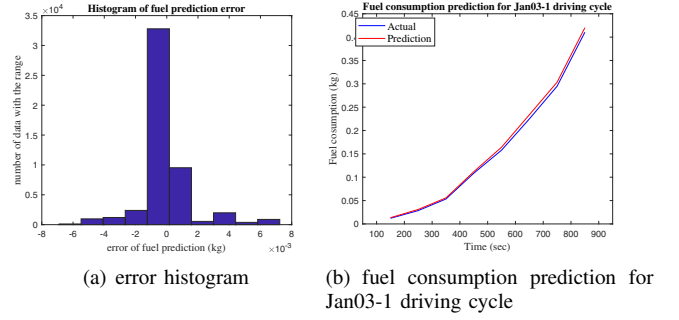 Histogram of fuel prediction error
×10⁴
3.5
3
2.5
2
1.5
1
0.5
0
number of data with the range
-8 -6 -4 -2 0 2 4 6 8
error of fuel prediction (kg)
×10⁻³
(a) error histogram
Fuel consumption prediction for Jan03-1 driving cycle
Actual
Prediction
0.45
0.4
0.35
0.3
0.25
0.2
0.15
0.1
0.05
0
Fuel cosumption (kg)
100 200 300 400 500 600 700 800 900
Time (sec)
(b) fuel consumption prediction for
Jan03-1 driving cycle